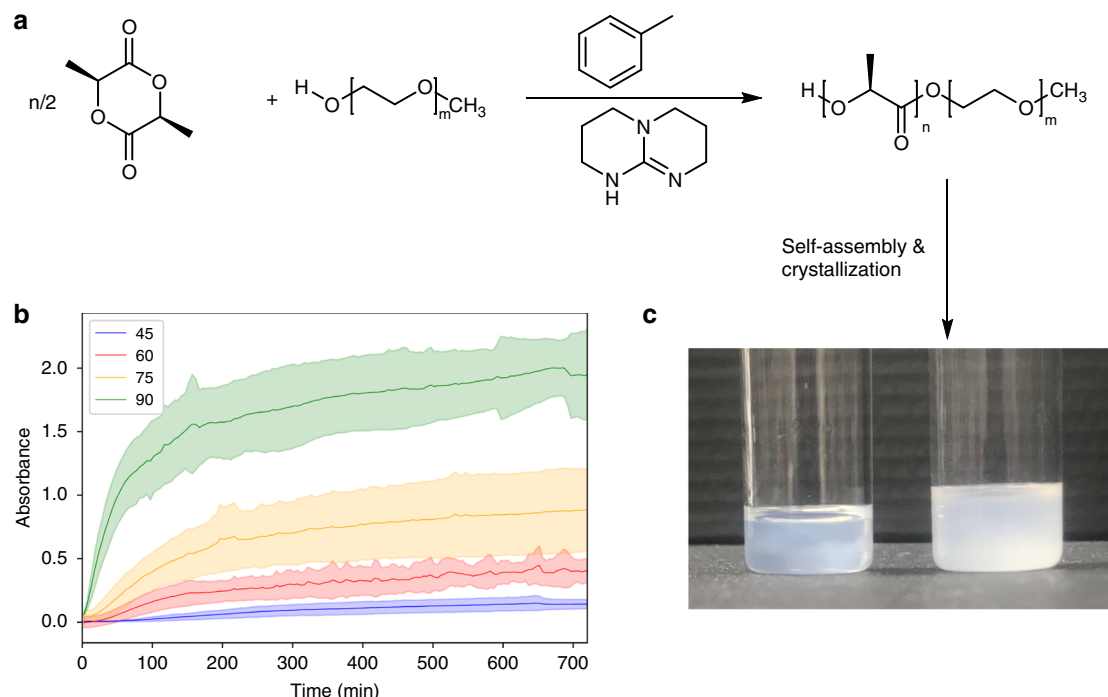 a
n/2
O
O
O
O
+
H
O
O
m
CH3
N
N
H
N
H
O
O
n
O
O
m
CH3
Self-assembly &
crystallization
b
45
60
75
90
2.0
1.5
1.0
0.5
0.0
Absorbance
0
100
200
300
400
500
600
700
Time (min)
c